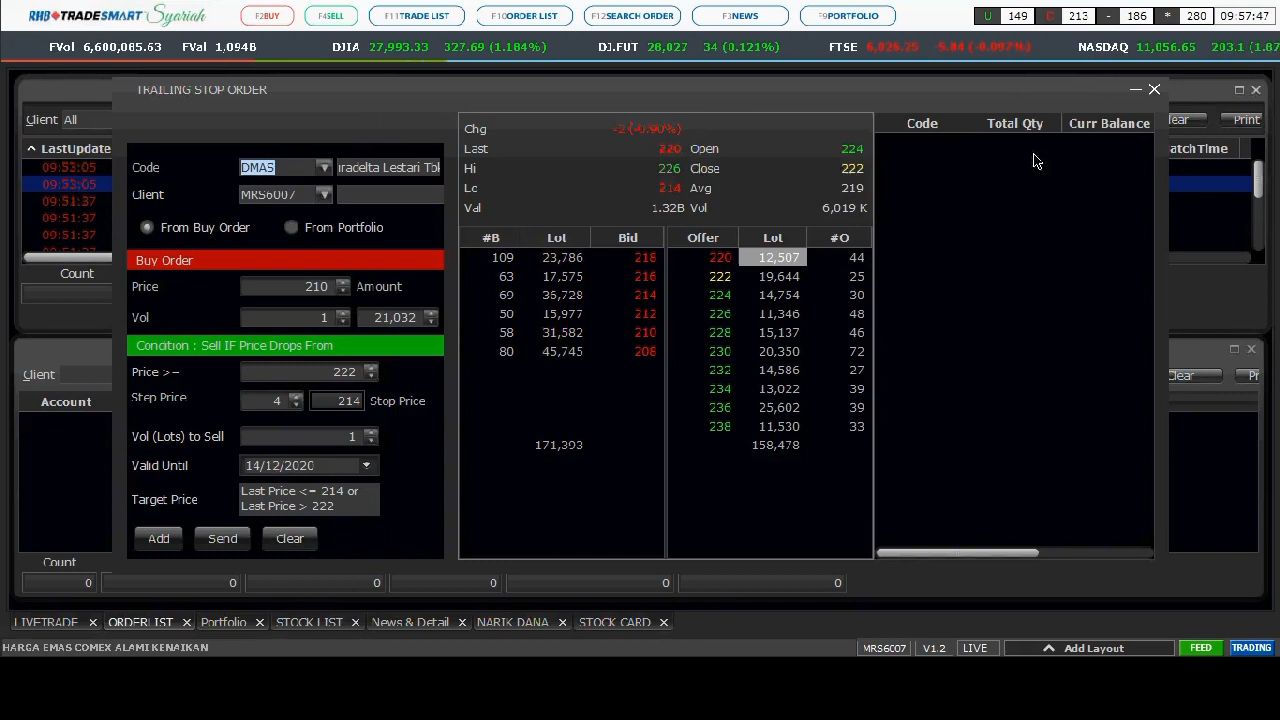 RHB TRADESMART Syariah F2BUY F4SELL F11TRADE LIST F10ORDER LIST F12SEARCH ORDER F3NEWS F9PORTFOLIO U 149 D 213 - 186 * 280 09:57:47
FVol 6,600,085.63 FVal 1,094B DJIA 27,993.33 327.69 (1.184%) DJ.FUT 28,027 34 (0.121%) FTSE NASDAQ 11,056.65 203.1 (1.87
TRAILING STOP ORDER
Client All
lear Print
LastUpdate
atchTime
09:53:05
09:53:05
09:51:37
09:51:37
09:51:37
Count
Client
Clear Pr
Account
Count
Code DMAS uradelta Lestari Tbk
Client MRS6007
From Buy Order From Portfolio
Buy Order
Price 210 Amount
Vol 1 21,032
Condition : Sell IF Price Drops From
Price >= 222
Step Price 4 214 Stop Price
Vol (Lots) to Sell 1
Valid Until 14/12/2020
Target Price Last Price <= 214 or
Last Price > 222
Add Send Clear
Chg -2 (-0.90%)
Last 220 Open 224
Hi 226 Close 222
Lo 214 Avg 219
Val 1.32B Vol 6,019 K
#B Lot Bid Offer Lot #O
109 23,786 218 220 12,507 44
63 17,575 216 222 19,644 25
69 36,728 214 224 14,754 30
50 15,977 212 226 11,346 48
58 31,582 210 228 15,137 46
80 45,745 208 230 20,350 72
232 14,586 27
234 13,022 39
236 25,602 39
238 11,530 33
171,393 158,478
Code Total Qty Curr Balance
0 0 0 0 0 0
LIVETRADE ORDERLIST Portfolio STOCK LIST News & Detail NARIK DANA STOCK CARD
HARGA EMAS COMEX ALAMI KENAIKAN MRS6007 V1.2 LIVE Add Layout FEED TRADING